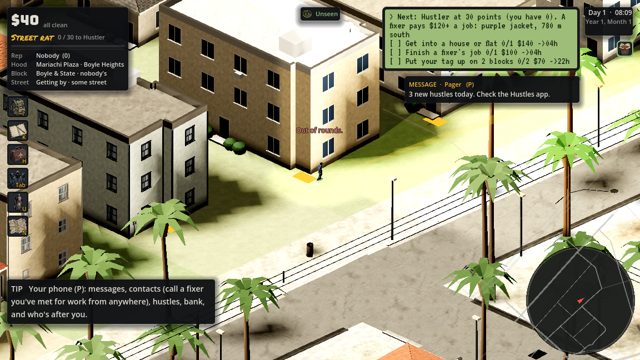 $40 all clean
STREET RAT 0 / 30 to Hustler
Rep Nobody (0)
Hood Mariachi Plaza · Boyle Heights
Block Boyle & State · nobody's
Street Getting by · some street
Tab
Unseen
> Next: Hustler at 30 points (you have 0). A
fixer pays $120+ a job: purple jacket, 780 m
south
[ ] Get into a house or flat 0/1 $140 ->04h
[ ] Finish a fixer's job 0/1 $100 ->04h
[ ] Put your tag up on 2 blocks 0/2 $70 ->22h
Day 1 · 08:09
Year 1, Month 1
MESSAGE · Pager (P)
3 new hustles today. Check the Hustles app.
Out of rounds.
TIP Your phone (P): messages, contacts (call a fixer
you've met for work from anywhere), hustles, bank,
and who's after you.